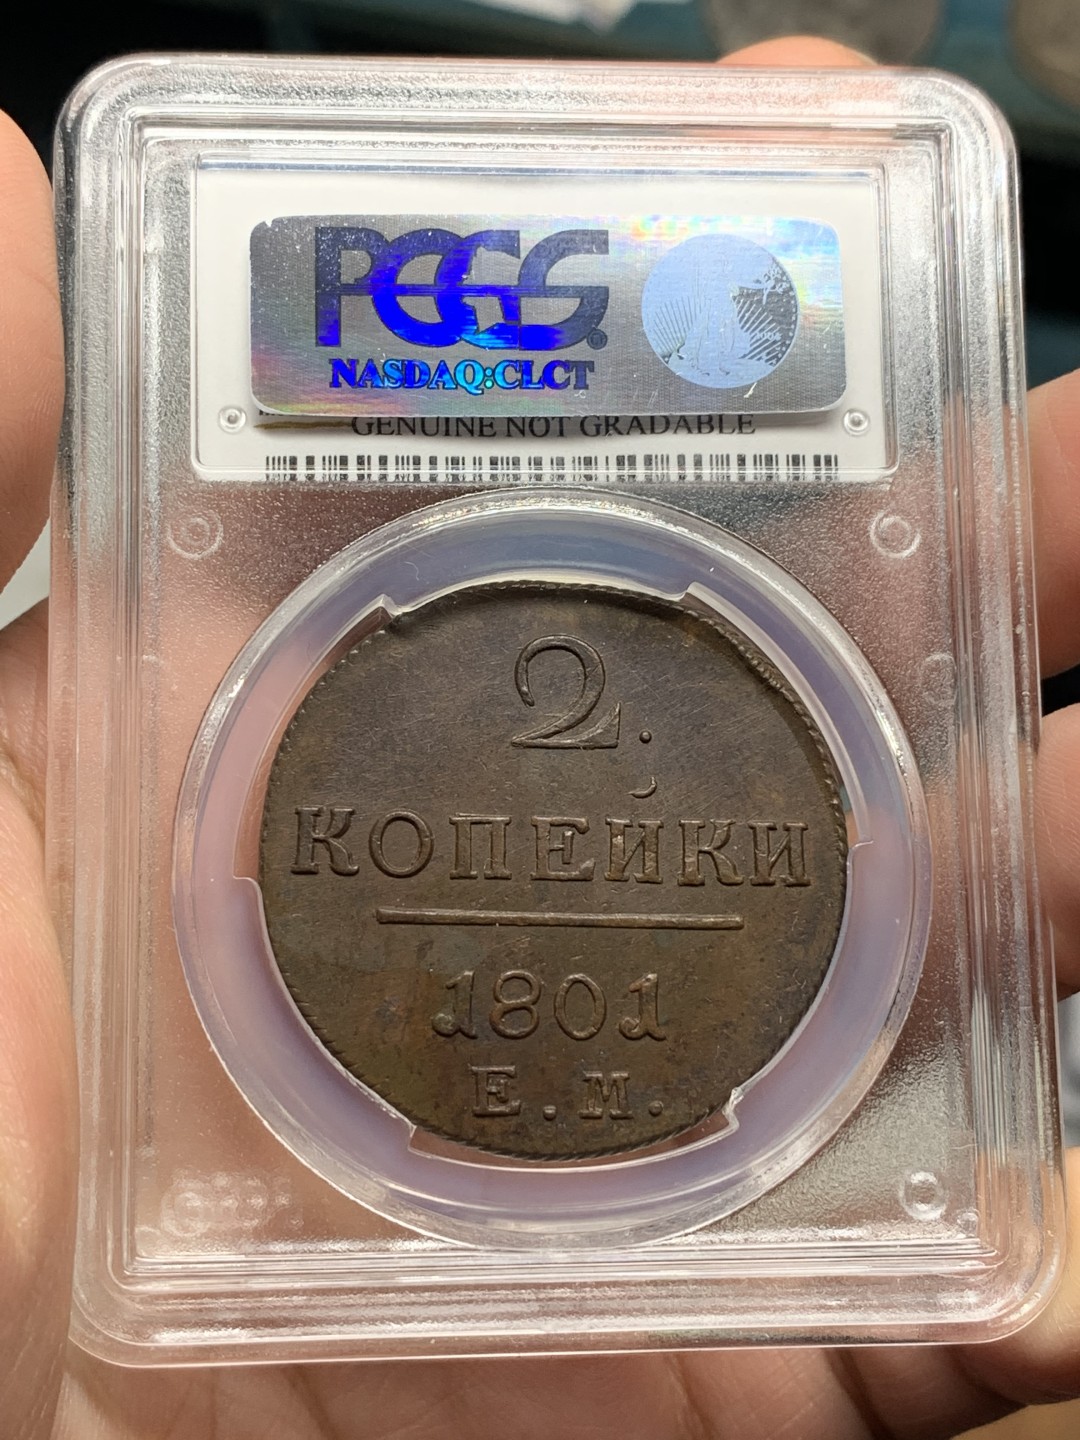 PCGS®
NASDAQ:CLCT
GENUINE NOT GRADABLE
2.
КОПЕЙКИ
1801
Е.М.